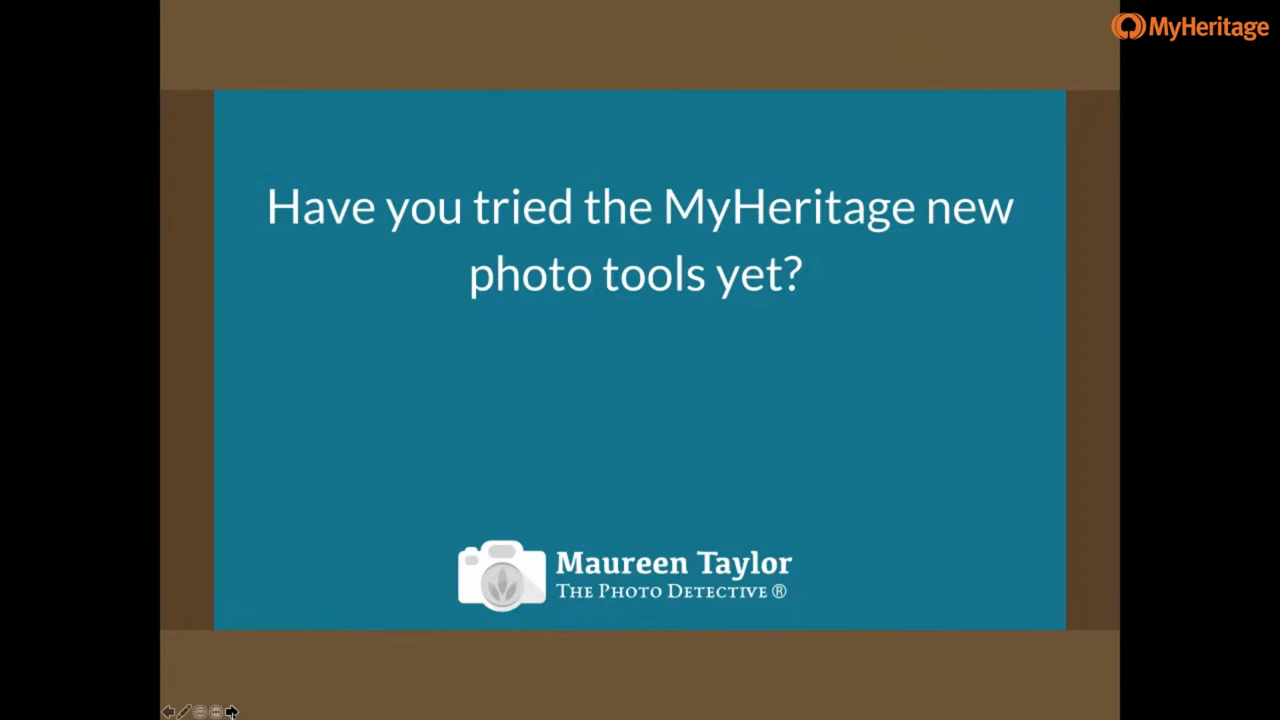 MyHeritage
Have you tried the MyHeritage new
photo tools yet?
Maureen Taylor
The Photo Detective ®